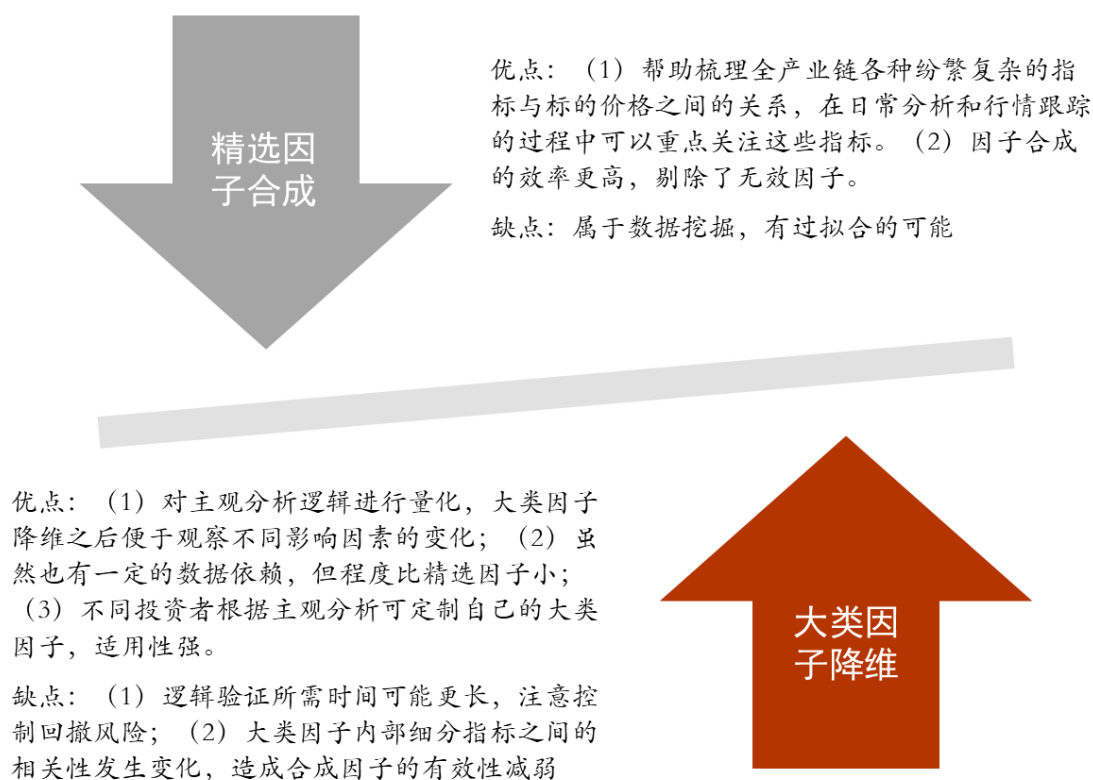 精选因
子合成
优点：（1）帮助梳理全产业链各种纷繁复杂的指
标与标的价格之间的关系，在日常分析和行情跟踪
的过程中可以重点关注这些指标。（2）因子合成
的效率更高，剔除了无效因子。
缺点：属于数据挖掘，有过拟合的可能
优点：（1）对主观分析逻辑进行量化，大类因子
降维之后便于观察不同影响因素的变化；（2）虽
然也有一定的数据依赖，但程度比精选因子小；
（3）不同投资者根据主观分析可定制自己的大类
因子，适用性强。
缺点：（1）逻辑验证所需时间可能更长，注意控
制回撤风险；（2）大类因子内部细分指标之间的
相关性发生变化，造成合成因子的有效性减弱
大类因
子降维